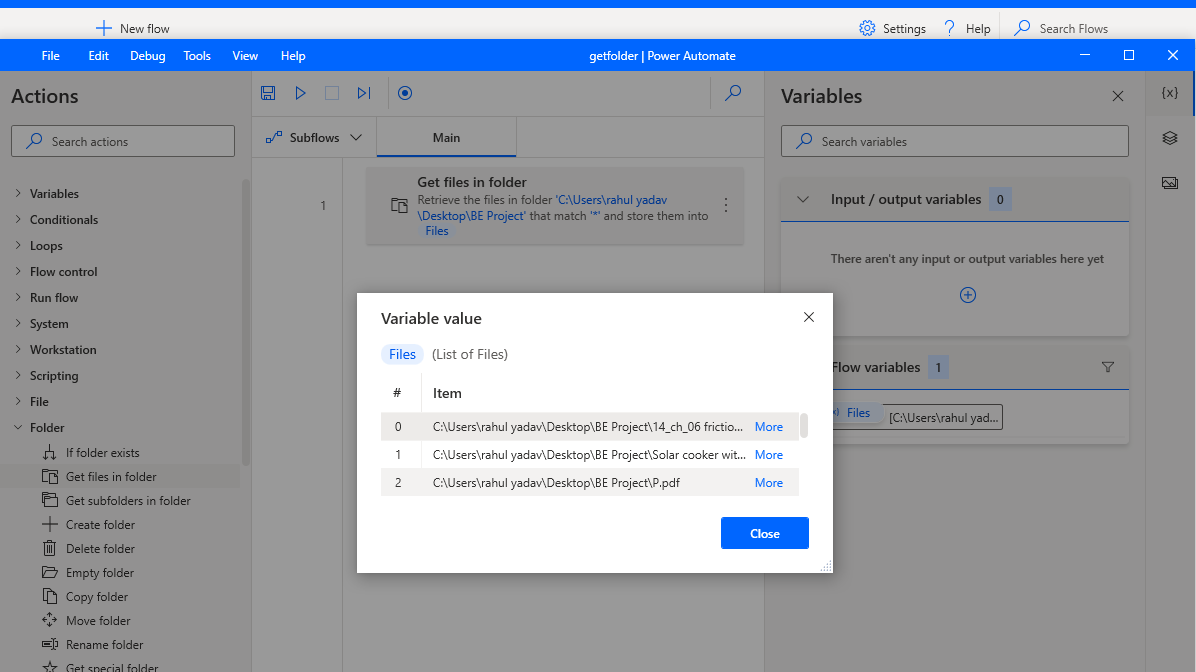 New flow
Settings
Help
Search Flows
File Edit Debug Tools View Help
getfolder | Power Automate
Actions
Search actions
Variables
Conditionals
Loops
Flow control
Run flow
System
Workstation
Scripting
File
Folder
If folder exists
Get files in folder
Get subfolders in folder
Create folder
Delete folder
Empty folder
Copy folder
Move folder
Rename folder
Get special folder
Subflows
Main
1
Get files in folder
Retrieve the files in folder 'C:\Users\rahul yadav
\Desktop\BE Project' that match '*' and store them into
Files
Variables
{x}
Search variables
Input / output variables 0
There aren't any input or output variables here yet
Flow variables 1
Files [C:\Users\rahul yad...
Variable value
Files (List of Files)
# Item
0 C:\Users\rahul yadav\Desktop\BE Project\14_ch_06 frictio... More
1 C:\Users\rahul yadav\Desktop\BE Project\Solar cooker wit... More
2 C:\Users\rahul yadav\Desktop\BE Project\P.pdf More
Close